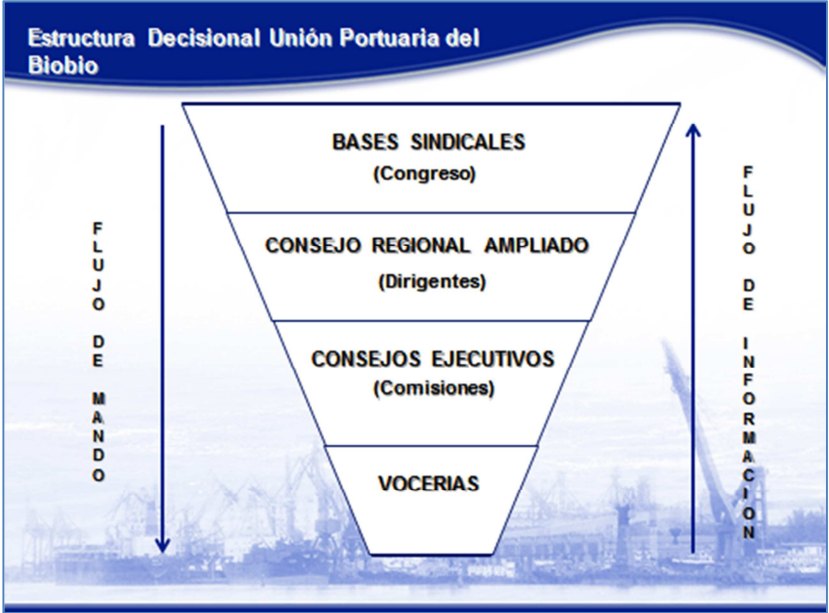 Estructura Decisional Unión Portuaria del
Biobio
BASES SINDICALES
(Congreso)
CONSEJO REGIONAL AMPLIADO
(Dirigentes)
CONSEJOS EJECUTIVOS
(Comisiones)
VOCERIAS
FLUJO DE MANDO
FLUJO DE INFORMACION